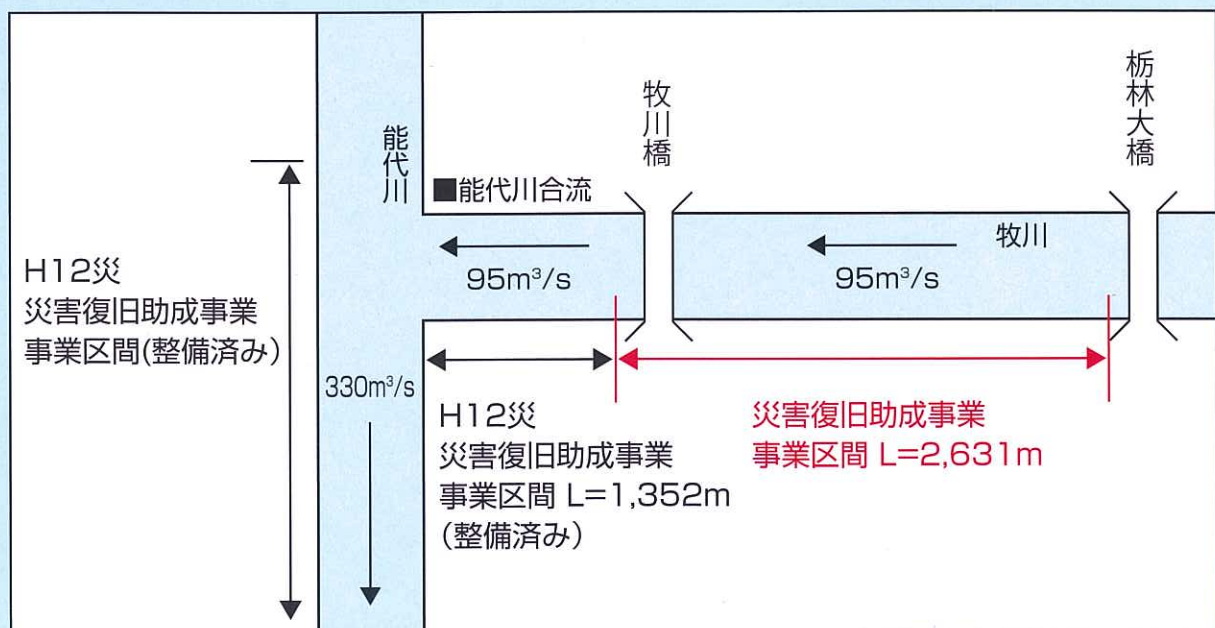 H12災
災害復旧助成事業
事業区間(整備済み)
能代川
330m³/s
■能代川合流
95m³/s
牧川橋
95m³/s
牧川
栃林大橋
H12災
災害復旧助成事業
事業区間 L=1,352m
(整備済み)
災害復旧助成事業
事業区間 L=2,631m